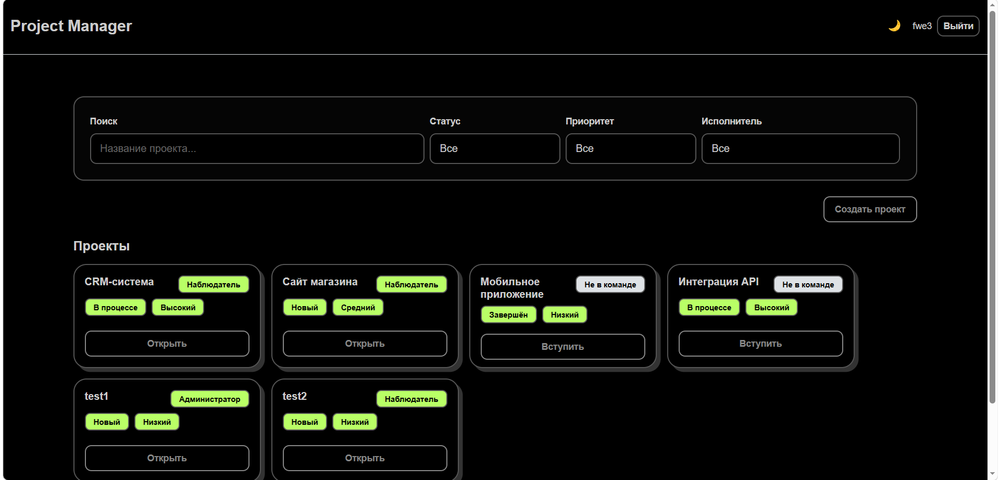 Project Manager
fwe3
Выйти
Поиск
Статус
Приоритет
Исполнитель
Название проекта...
Все
Все
Все
Создать проект
Проекты
CRM-система
Наблюдатель
В процессе
Высокий
Открыть
Сайт магазина
Наблюдатель
Новый
Средний
Открыть
Мобильное
приложение
Не в команде
Завершён
Низкий
Вступить
Интеграция API
Не в команде
В процессе
Высокий
Вступить
test1
Администратор
Новый
Низкий
Открыть
test2
Наблюдатель
Новый
Низкий
Открыть